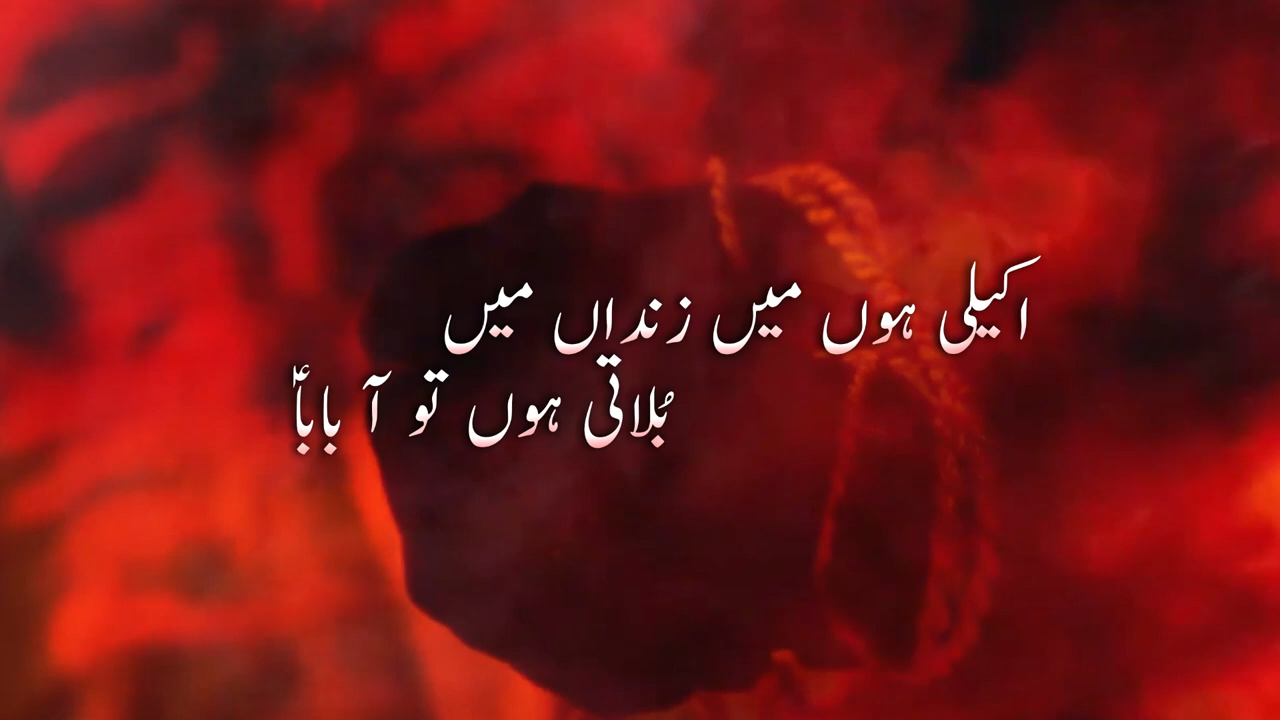 اکیلی ہوں میں زنداں میں
بُلاتی ہوں تو آ باباؑ